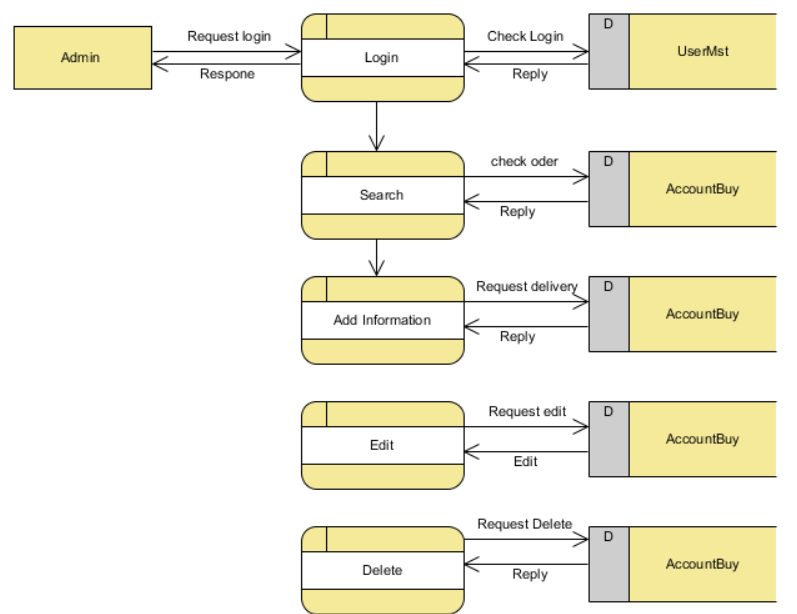 Request login
Check Login
D
Admin
Login
UserMst
Respone
Reply
check oder
D
Search
AccountBuy
Reply
Request delivery
D
Add Information
AccountBuy
Reply
Request edit
D
Edit
AccountBuy
Edit
Request Delete
D
Delete
AccountBuy
Reply